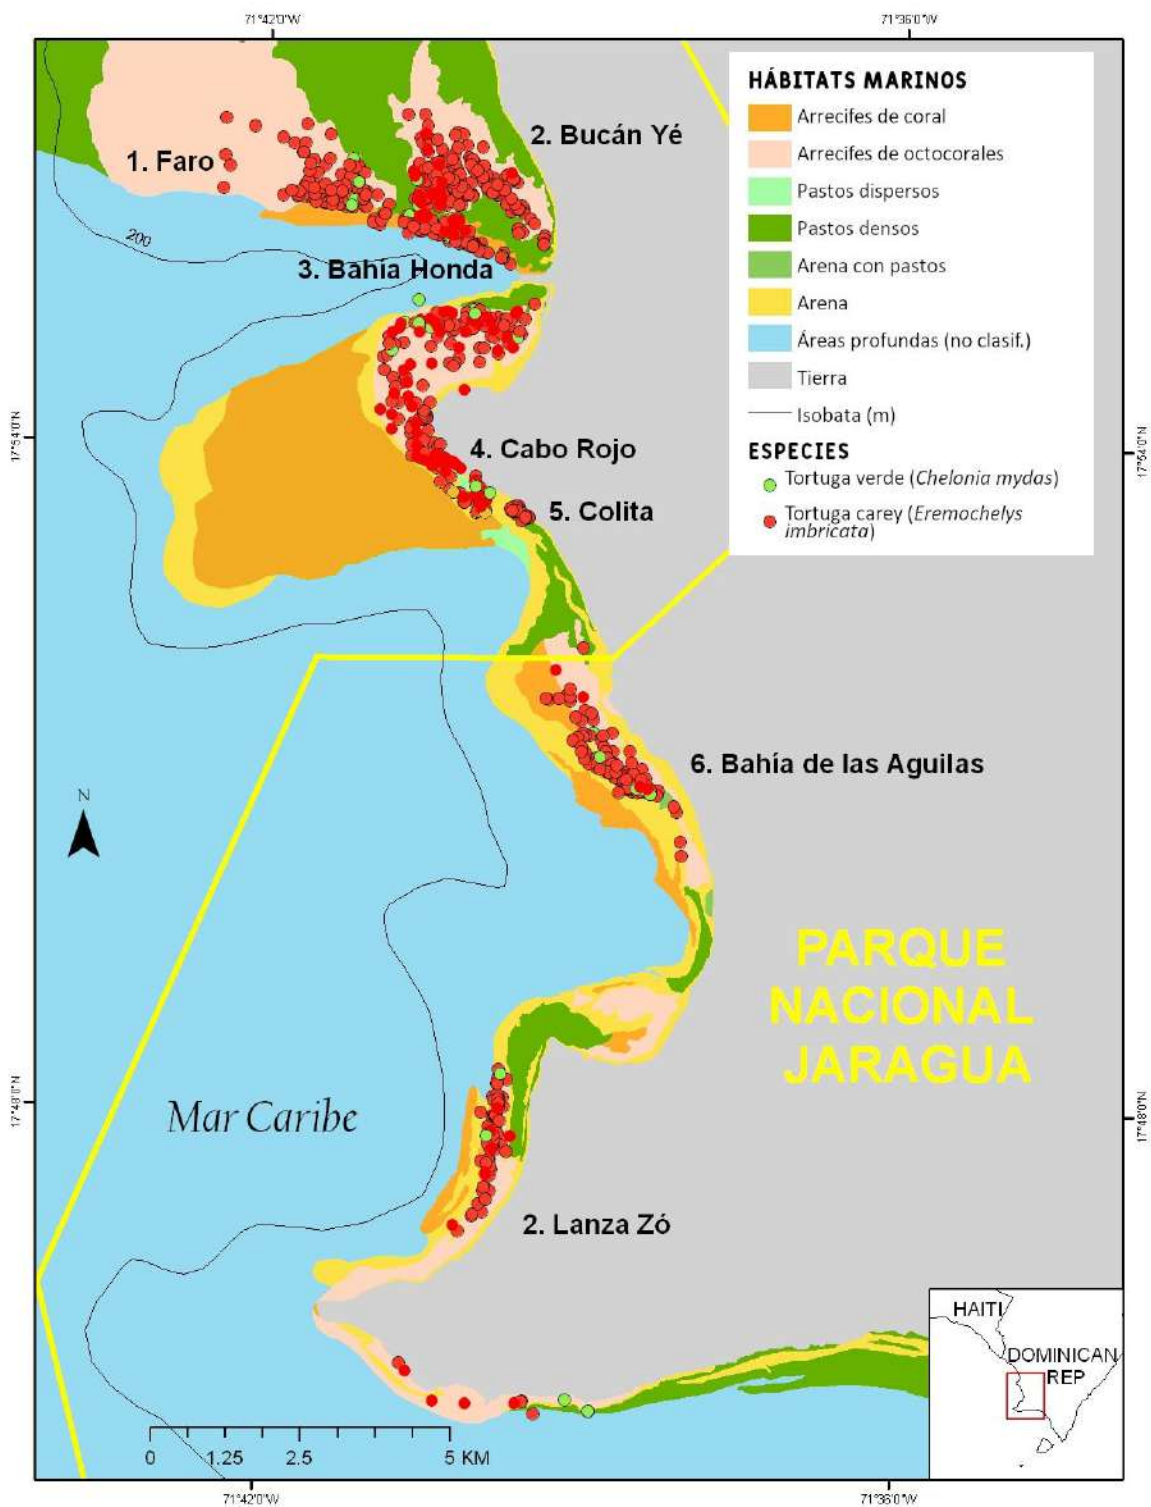 71°42'0"W
71°36'0"W
HÁBITATS MARINOS
Arrecifes de coral
Arrecifes de octocorales
Pastos dispersos
Pastos densos
Arena con pastos
Arena
Áreas profundas (no clasif.)
Tierra
Isobata (m)
ESPECIES
Tortuga verde (Chelonia mydas)
Tortuga carey (Eremochelys
imbricata)
2. Bucán Yé
1. Faro
200
3. Bahía Honda
17°54'0"N
17°54'0"N
4. Cabo Rojo
5. Colita
6. Bahía de las Aguilas
N
PARQUE
NACIONAL
JARAGUA
17°48'0"N
17°48'0"N
Mar Caribe
2. Lanza Zó
HAITI
DOMINICAN
REP
0 1.25 2.5 5 KM
71°42'0"W
71°36'0"W